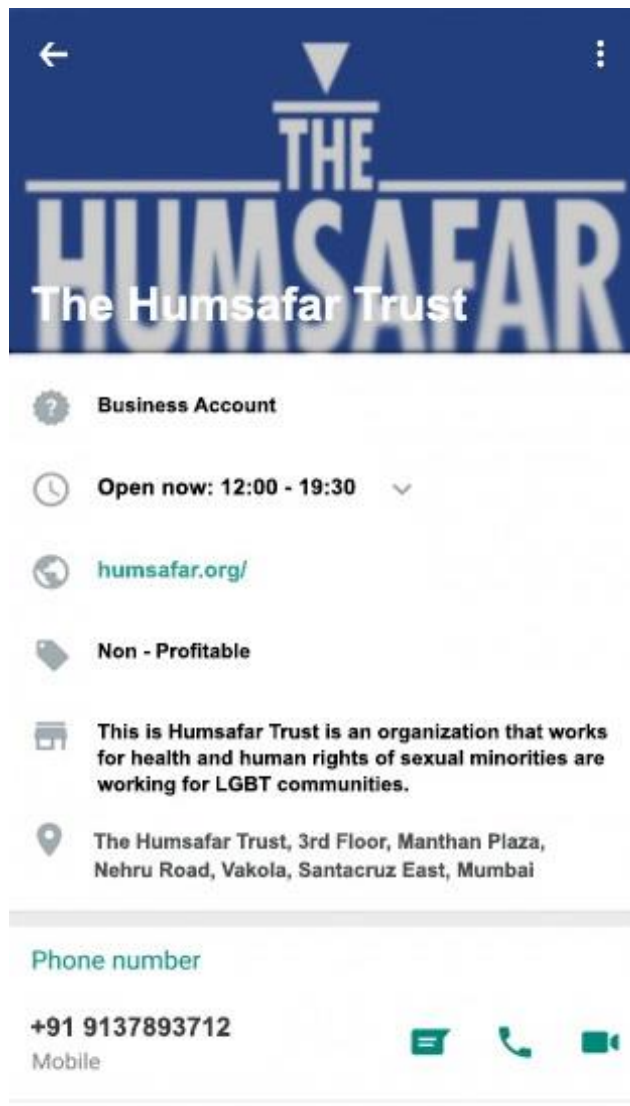 THE
HUMSAFAR
The Humsafar Trust
Business Account
Open now: 12:00 - 19:30
humsafar.org/
Non - Profitable
This is Humsafar Trust is an organization that works
for health and human rights of sexual minorities are
working for LGBT communities.
The Humsafar Trust, 3rd Floor, Manthan Plaza,
Nehru Road, Vakola, Santacruz East, Mumbai
Phone number
+91 9137893712
Mobile